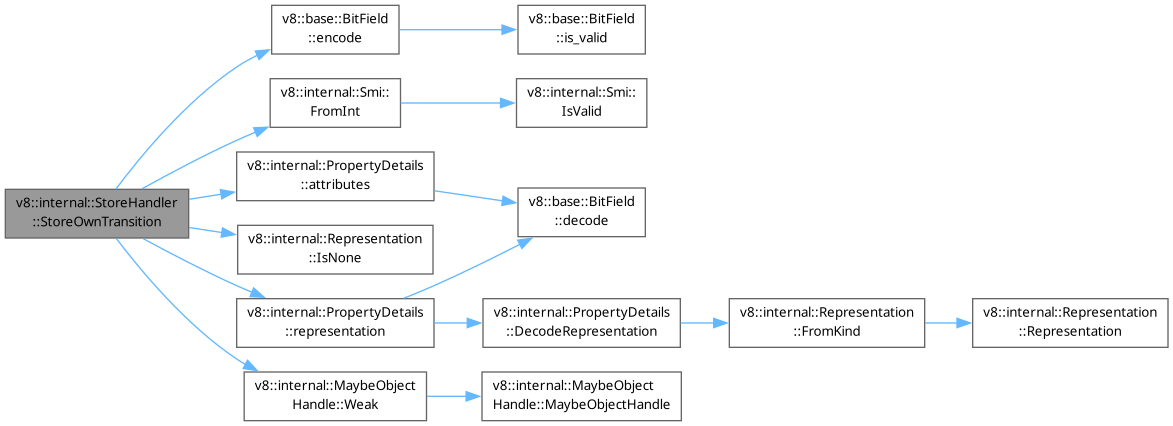 v8::base::BitField
::encode
v8::base::BitField
::is_valid
v8::internal::Smi::
FromInt
v8::internal::Smi::
IsValid
v8::internal::PropertyDetails
::attributes
v8::internal::StoreHandler
::StoreOwnTransition
v8::base::BitField
::decode
v8::internal::Representation
::IsNone
v8::internal::PropertyDetails
::representation
v8::internal::PropertyDetails
::DecodeRepresentation
v8::internal::Representation
::FromKind
v8::internal::Representation
::Representation
v8::internal::MaybeObject
Handle::Weak
v8::internal::MaybeObject
Handle::MaybeObjectHandle